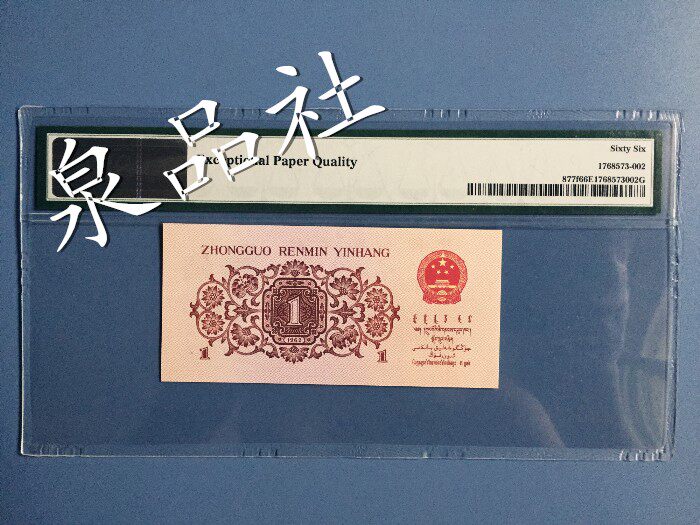 泉品社
Exceptional Paper Quality
Sixty Six
1768573-002
877f66E1768573002G
ZHONGGUO RENMIN YINHANG
1
1962
1
1